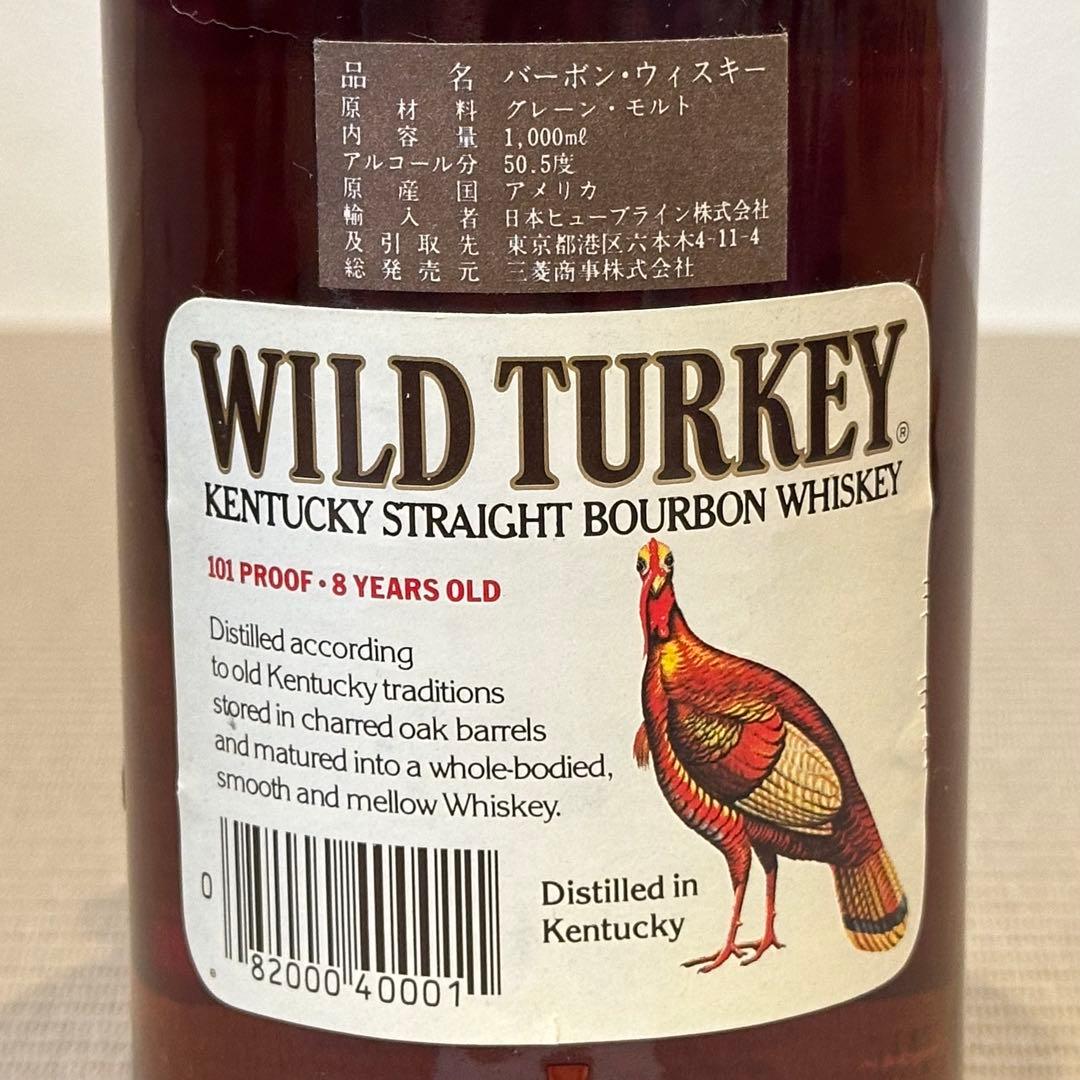 品名 バーボン・ウィスキー
原材料 グレーン・モルト
内容量 1,000mℓ
アルコール分 50.5度
原産国 アメリカ
輸入者 日本ヒューブライン株式会社
及引取先 東京都港区六本木4-11-4
総発売元 三菱商事株式会社
WILD TURKEY®
KENTUCKY STRAIGHT BOURBON WHISKEY
101 PROOF • 8 YEARS OLD
Distilled according
to old Kentucky traditions
stored in charred oak barrels
and matured into a whole-bodied,
smooth and mellow Whiskey.
Distilled in
Kentucky
0 82000 40001